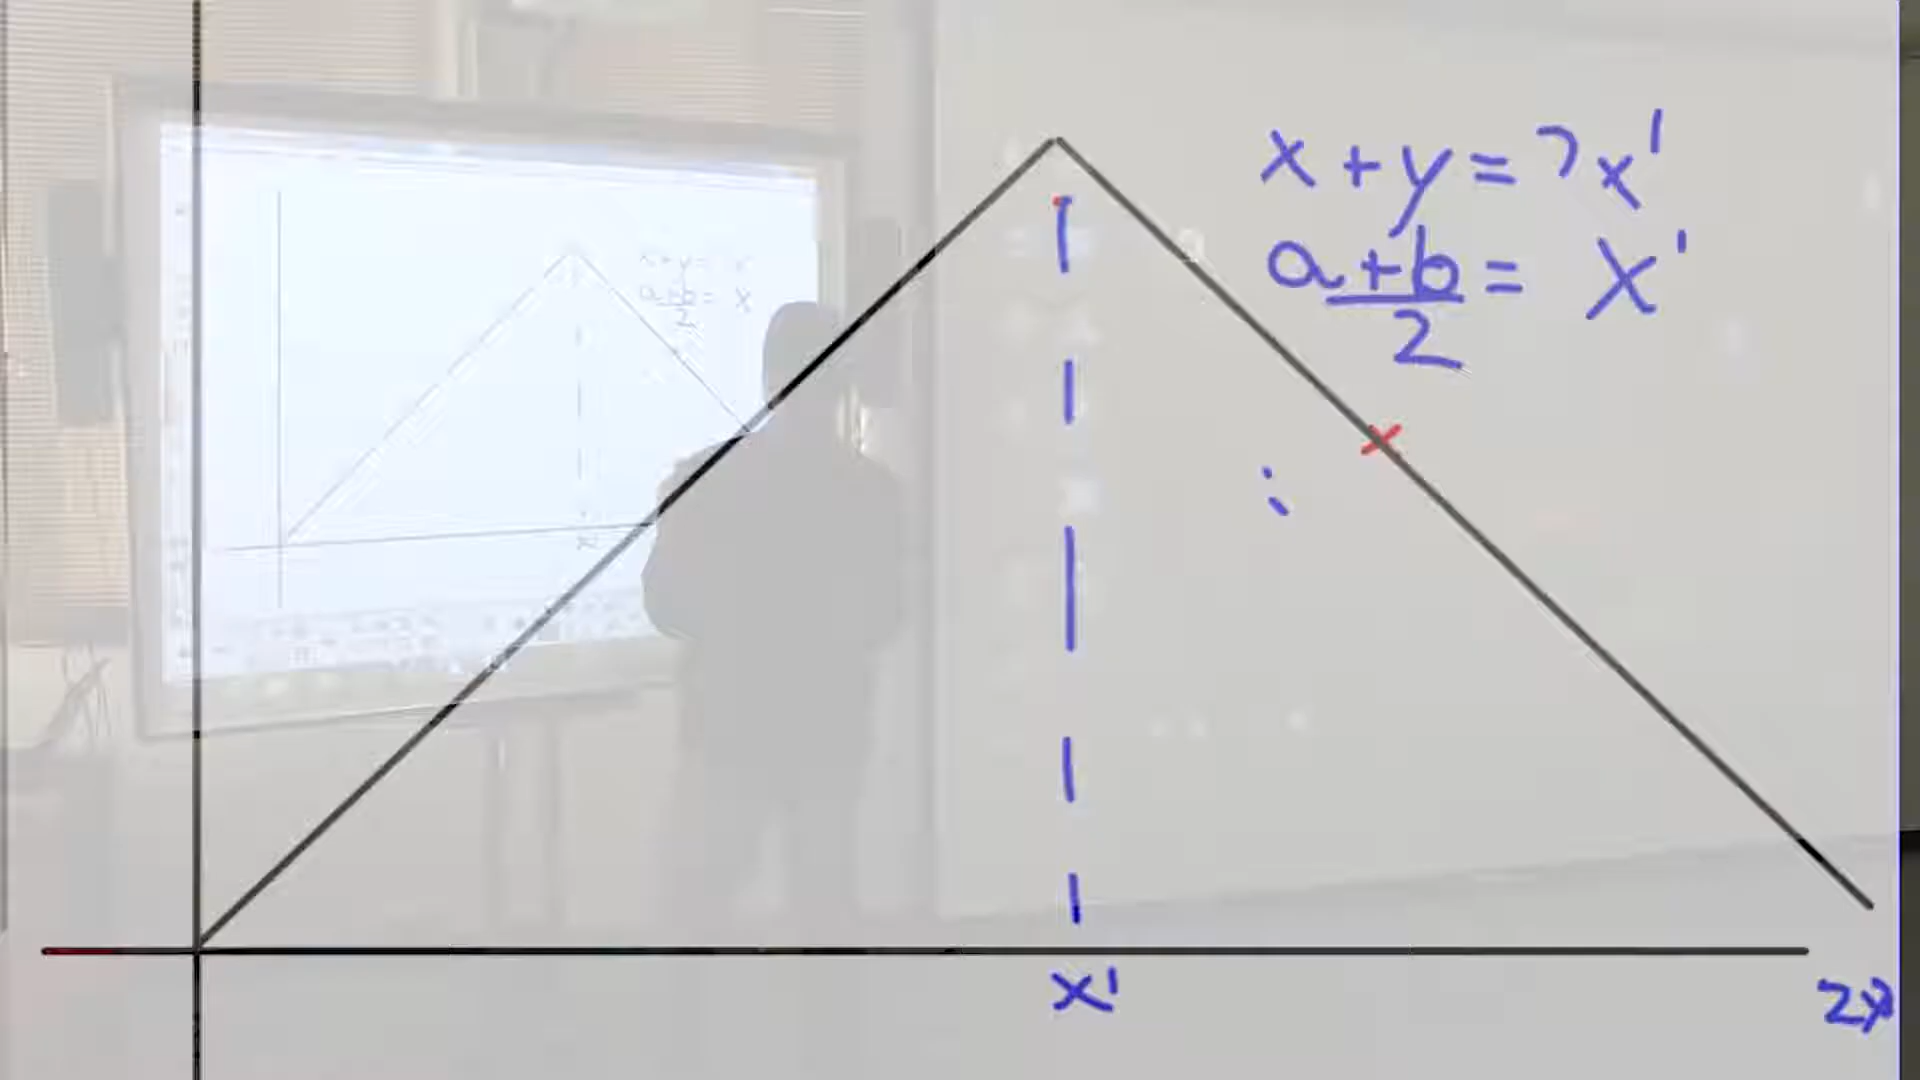 x + y = 2x'
a+b/2 = x'
x'